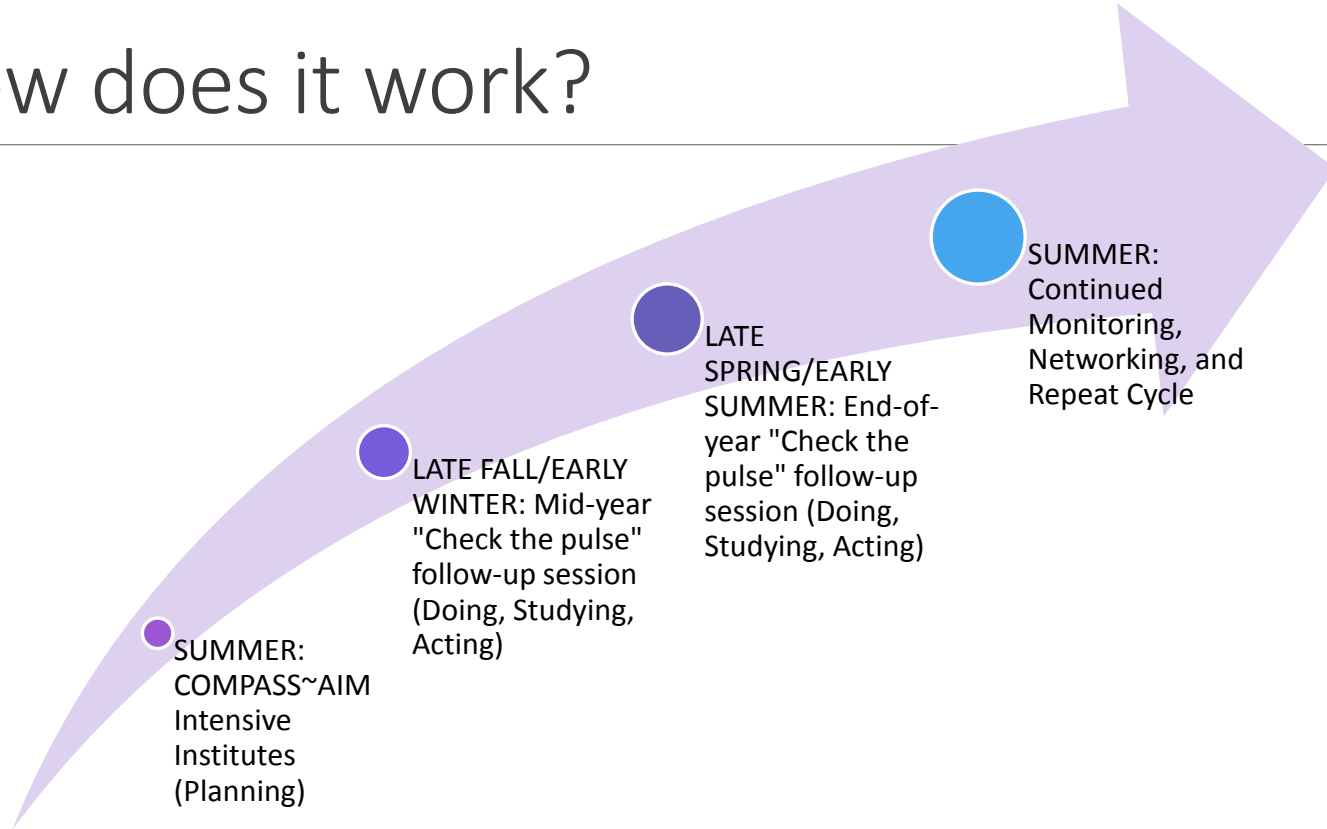 w does it work?
SUMMER:
COMPASS~AIM
Intensive
Institutes
(Planning)
LATE FALL/EARLY
WINTER: Mid-year
"Check the pulse"
follow-up session
(Doing, Studying,
Acting)
LATE
SPRING/EARLY
SUMMER: End-of-
year "Check the
pulse" follow-up
session (Doing,
Studying, Acting)
SUMMER:
Continued
Monitoring,
Networking, and
Repeat Cycle